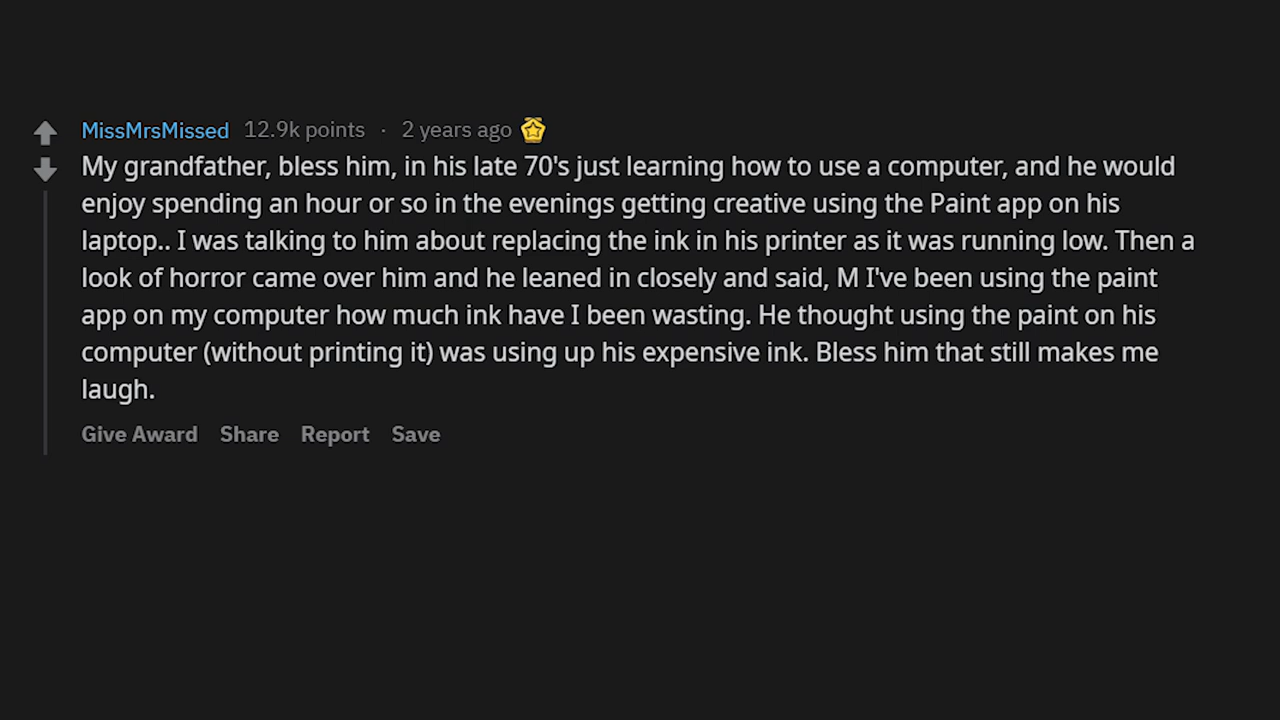 MissMrsMissed 12.9k points · 2 years ago
My grandfather, bless him, in his late 70's just learning how to use a computer, and he would
enjoy spending an hour or so in the evenings getting creative using the Paint app on his
laptop.. I was talking to him about replacing the ink in his printer as it was running low. Then a
look of horror came over him and he leaned in closely and said, M I've been using the paint
app on my computer how much ink have I been wasting. He thought using the paint on his
computer (without printing it) was using up his expensive ink. Bless him that still makes me
laugh.
Give Award Share Report Save